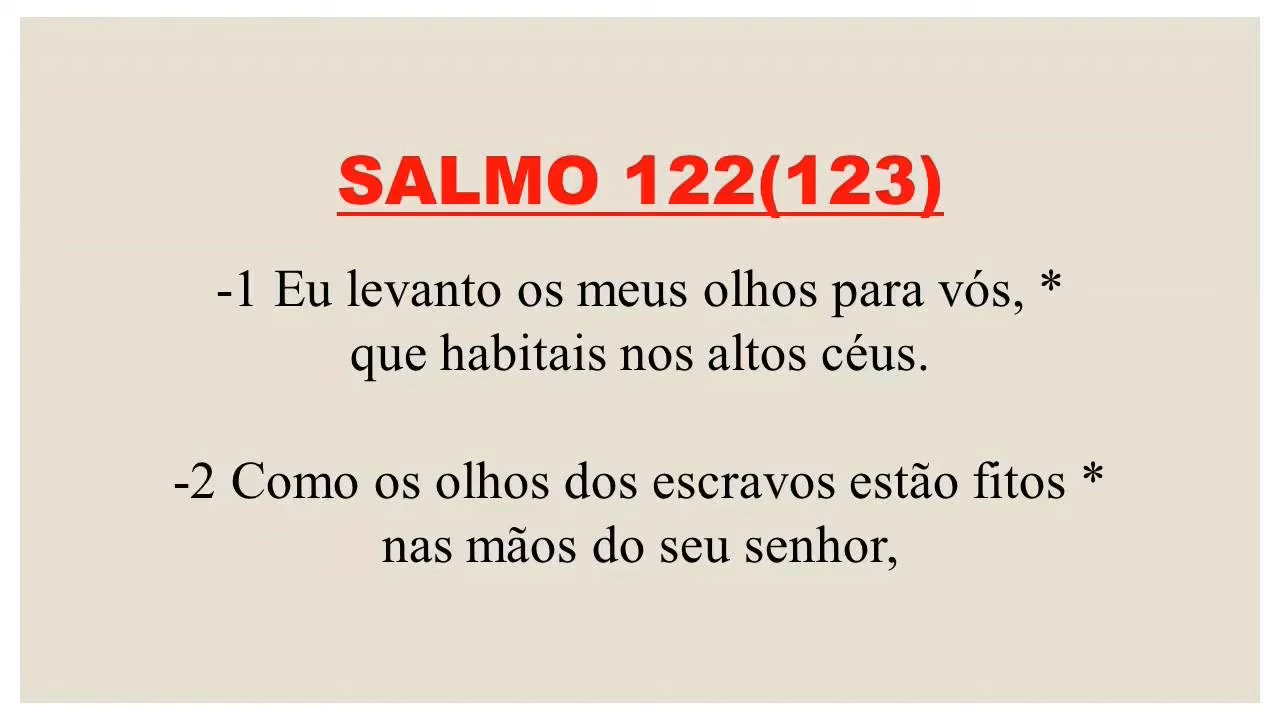 SALMO 122(123)
-1 Eu levanto os meus olhos para vós, *
que habitais nos altos céus.
-2 Como os olhos dos escravos estão fitos *
nas mãos do seu senhor,